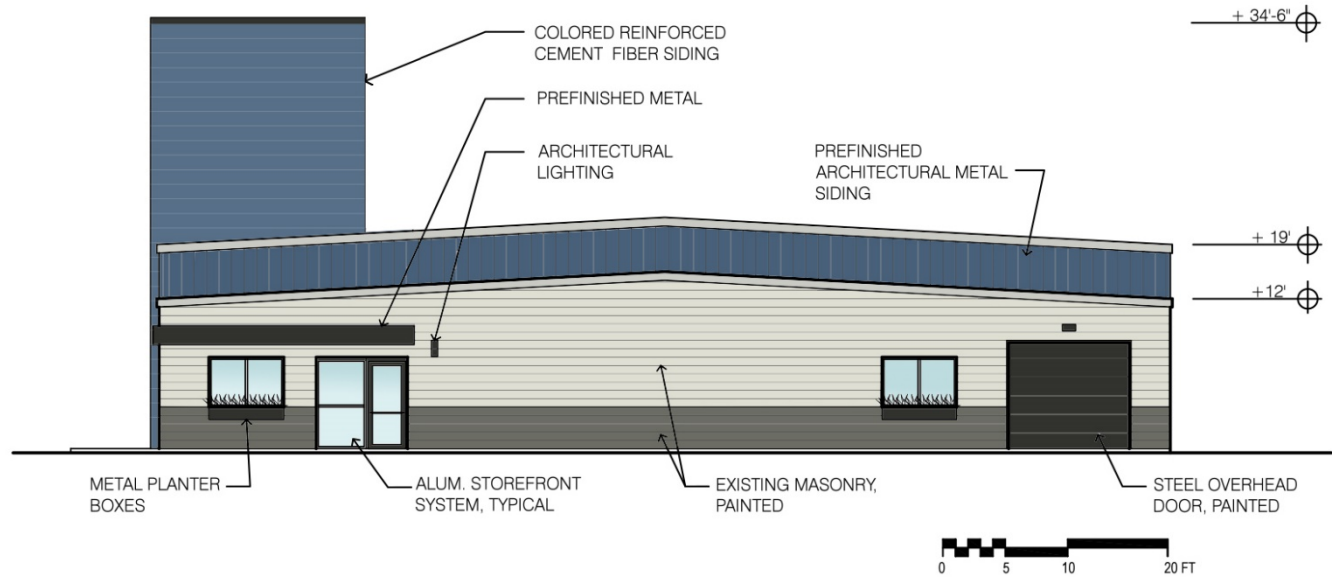 + 34'-6"
COLORED REINFORCED
CEMENT FIBER SIDING
PREFINISHED METAL
ARCHITECTURAL
LIGHTING
PREFINISHED
ARCHITECTURAL METAL
SIDING
+ 19'
+12'
METAL PLANTER
BOXES
ALUM. STOREFRONT
SYSTEM, TYPICAL
EXISTING MASONRY,
PAINTED
STEEL OVERHEAD
DOOR, PAINTED
0 5 10 20 FT